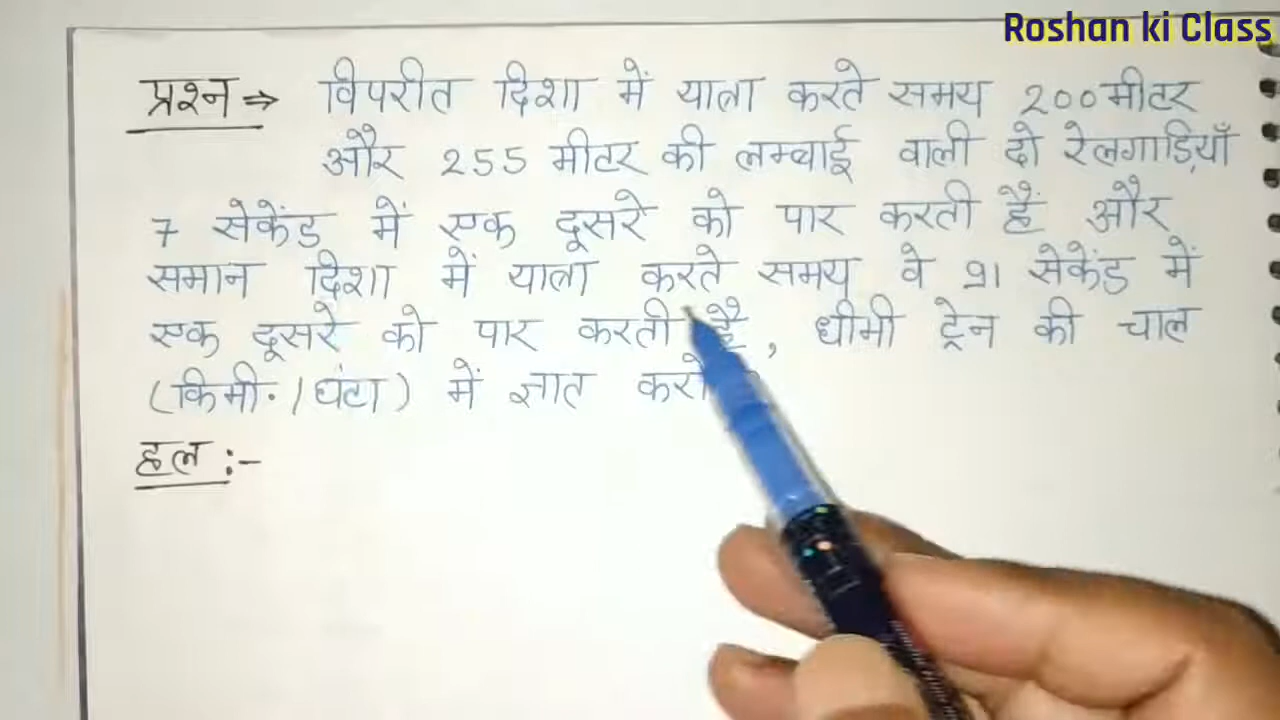 Roshan ki Class
प्रश्न ⇒ विपरीत दिशा में यात्रा करते समय 200 मीटर
और 255 मीटर की लम्बाई वाली दो रेलगाड़ियाँ
7 सेकेंड में एक दूसरे को पार करती हैं और
समान दिशा में यात्रा करते समय वे 91 सेकेंड में
एक दूसरे को पार करती है, धीमी ट्रेन की चाल
(किमी. / घंटा) में ज्ञात करो
हल :-